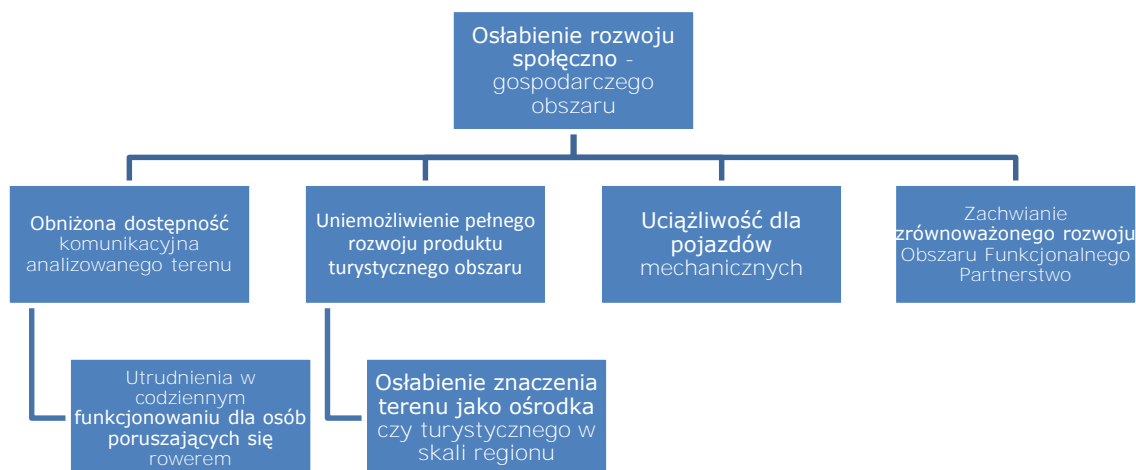 Osłabienie rozwoju
społęczno -
gospodarczego
obszaru
Obniżona dostępność
komunikacyjna
analizowanego terenu
Uniemożliwienie pełnego
rozwoju produktu
turystycznego obszaru
Uciążliwość dla
pojazdów
mechanicznych
Zachwianie
zrównoważonego rozwoju
Obszaru Funkcjonalnego
Partnerstwo
Utrudnienia w
codziennym
funkcjonowaniu dla osób
poruszających się
rowerem
Osłabienie znaczenia
terenu jako ośrodka
czy turystycznego w
skali regionu